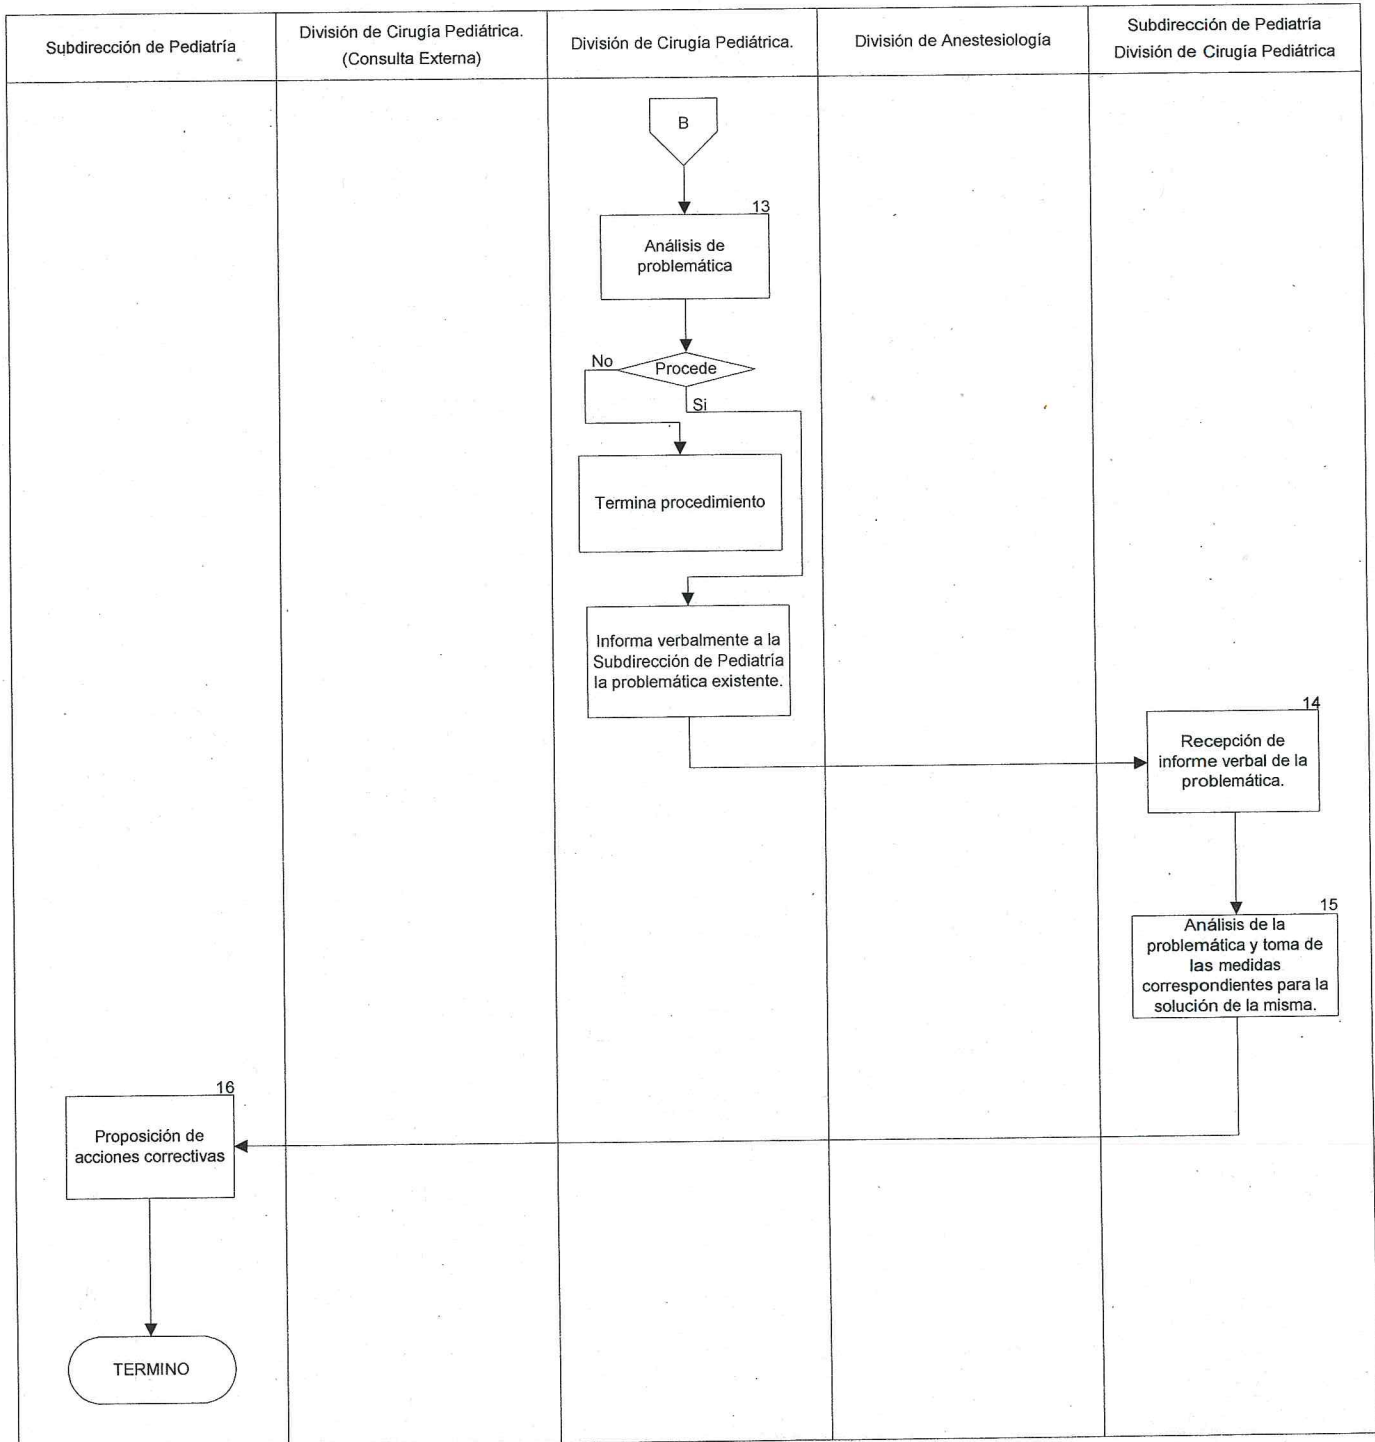 Subdirección de Pediatría
División de Cirugía Pediátrica.
(Consulta Externa)
División de Cirugía Pediátrica.
División de Anestesiología
Subdirección de Pediatría
División de Cirugía Pediátrica
B
13
Análisis de
problemática
No
Procede
Si
Termina procedimiento
Informa verbalmente a la
Subdirección de Pediatría
la problemática existente.
14
Recepción de
informe verbal de la
problemática.
15
Análisis de la
problemática y toma de
las medidas
correspondientes para la
solución de la misma.
16
Proposición de
acciones correctivas
TERMINO